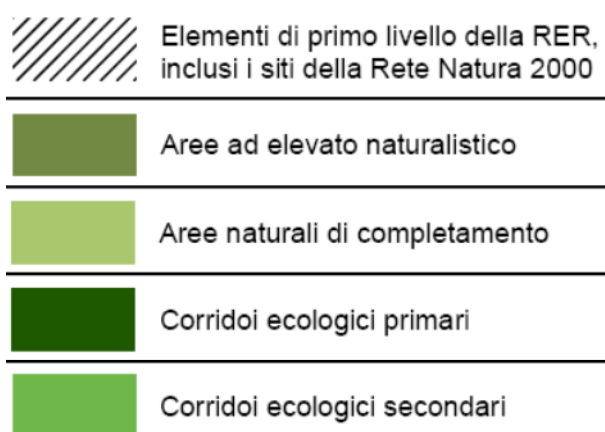 Elementi di primo livello della RER,
inclusi i siti della Rete Natura 2000
Aree ad elevato naturalistico
Aree naturali di completamento
Corridoi ecologici primari
Corridoi ecologici secondari